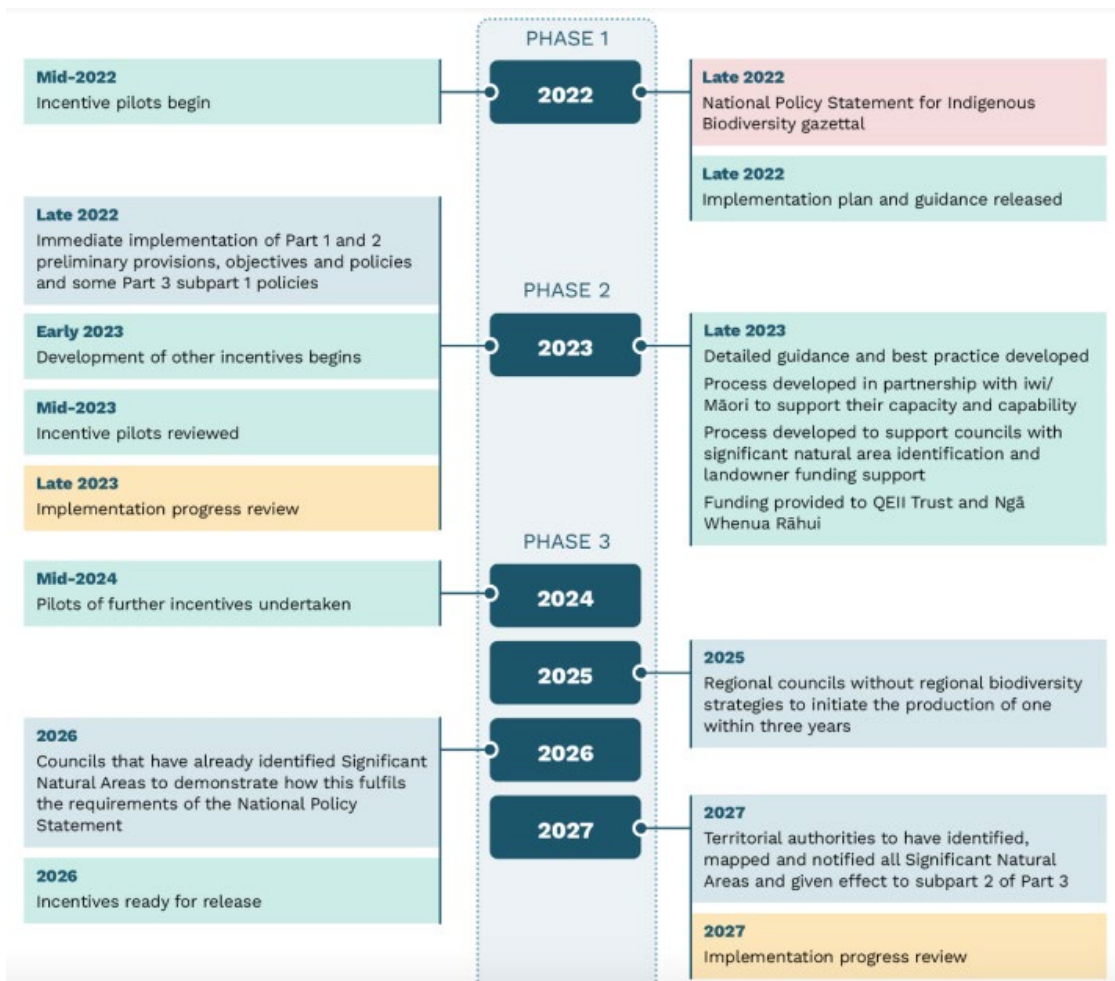 PHASE 1
Mid-2022
Incentive pilots begin
2022
Late 2022
National Policy Statement for Indigenous
Biodiversity gazettal
Late 2022
Implementation plan and guidance released
Late 2022
Immediate implementation of Part 1 and 2
preliminary provisions, objectives and policies
and some Part 3 subpart 1 policies
Early 2023
Development of other incentives begins
Mid-2023
Incentive pilots reviewed
Late 2023
Implementation progress review
PHASE 2
2023
Late 2023
Detailed guidance and best practice developed
Process developed in partnership with iwi/
Māori to support their capacity and capability
Process developed to support councils with
significant natural area identification and
landowner funding support
Funding provided to QEII Trust and Ngā
Whenua Rāhui
PHASE 3
Mid-2024
Pilots of further incentives undertaken
2024
2025
2025
Regional councils without regional biodiversity
strategies to initiate the production of one
within three years
2026
Councils that have already identified Significant
Natural Areas to demonstrate how this fulfils
the requirements of the National Policy
Statement
2026
Incentives ready for release
2026
2027
2027
Territorial authorities to have identified,
mapped and notified all Significant Natural
Areas and given effect to subpart 2 of Part 3
2027
Implementation progress review